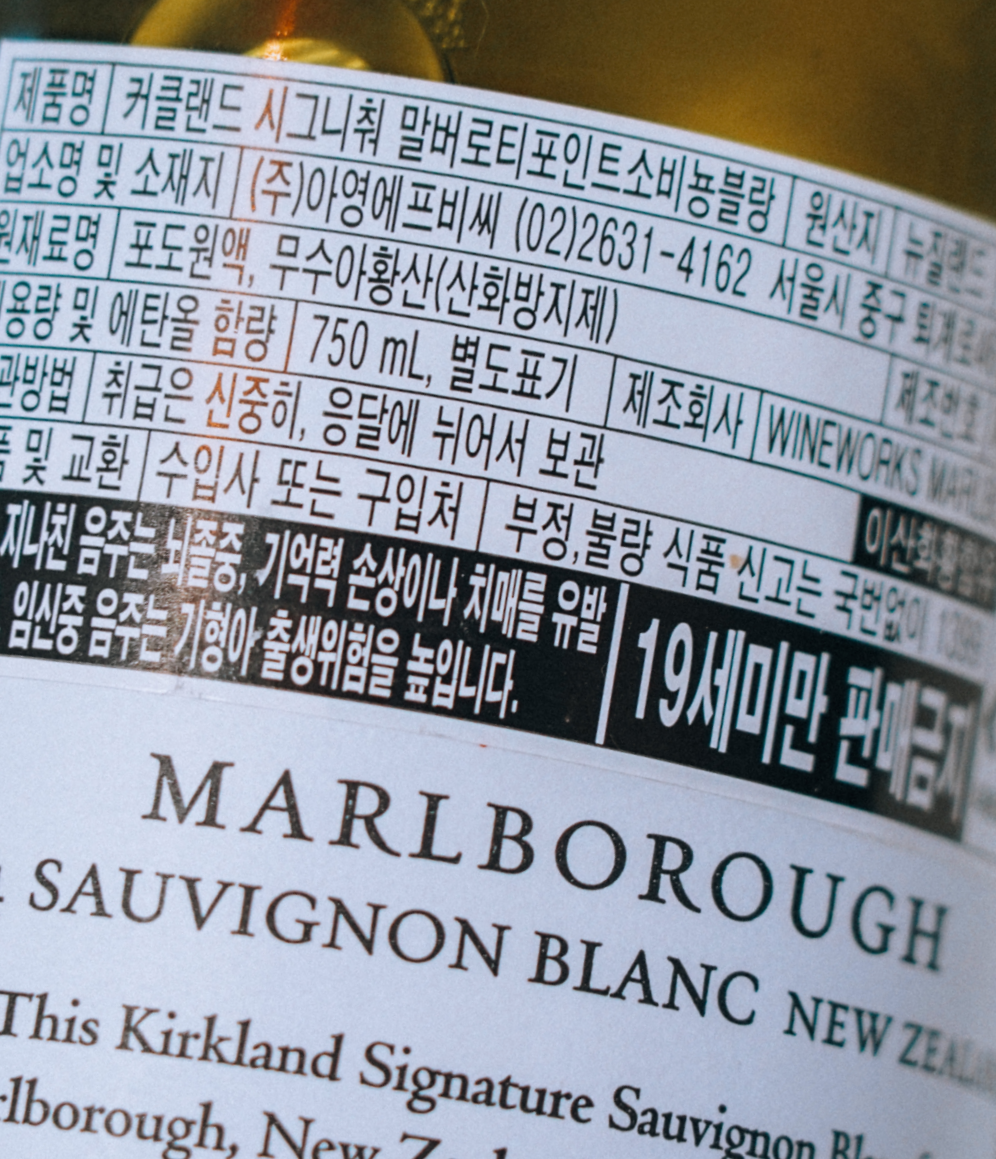 제품명 커클랜드 시그니춰 말버로티포인트소비뇽블랑 원산지 뉴질랜드
업소명 및 소재지 (주)아영에프비씨 (02)2631-4162 서울시 중구 퇴계로
원재료명 포도원액, 무수아황산(산화방지제) 제조번호
용량 및 에탄올 함량 750 mL, 별도표기 제조회사 WINEWORKS
관방법 취급은 신중히, 응달에 뉘어서 보관
및 교환 수입사 또는 구입처 부정,불량 식품 신고는 국번없이 1399
지나친 음주는 뇌졸중, 기억력 손상이나 치매를 유발
임신중 음주는 기형아 출생위험을 높입니다.
19세미만 판매금지
MARLBOROUGH
SAUVIGNON BLANC NEW ZEALAN
This Kirkland Signature Sauvignon
rlborough, New